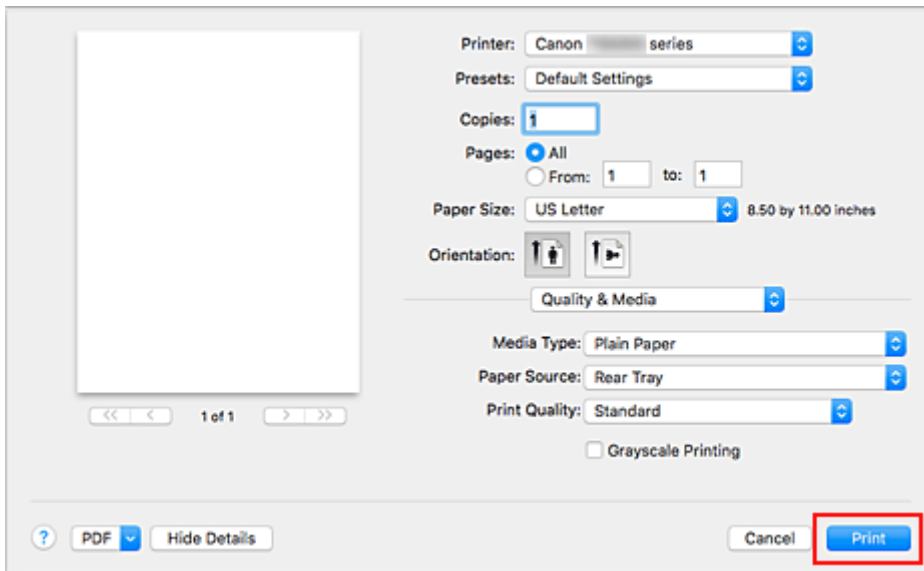 Printer: Canon series
Presets: Default Settings
Copies: 1
Pages: All
From: 1 to: 1
Paper Size: US Letter 8.50 by 11.00 inches
Orientation:
Quality & Media
Media Type: Plain Paper
Paper Source: Rear Tray
Print Quality: Standard
Grayscale Printing
<< < 1 of 1 > >>
? PDF Hide Details Cancel Print